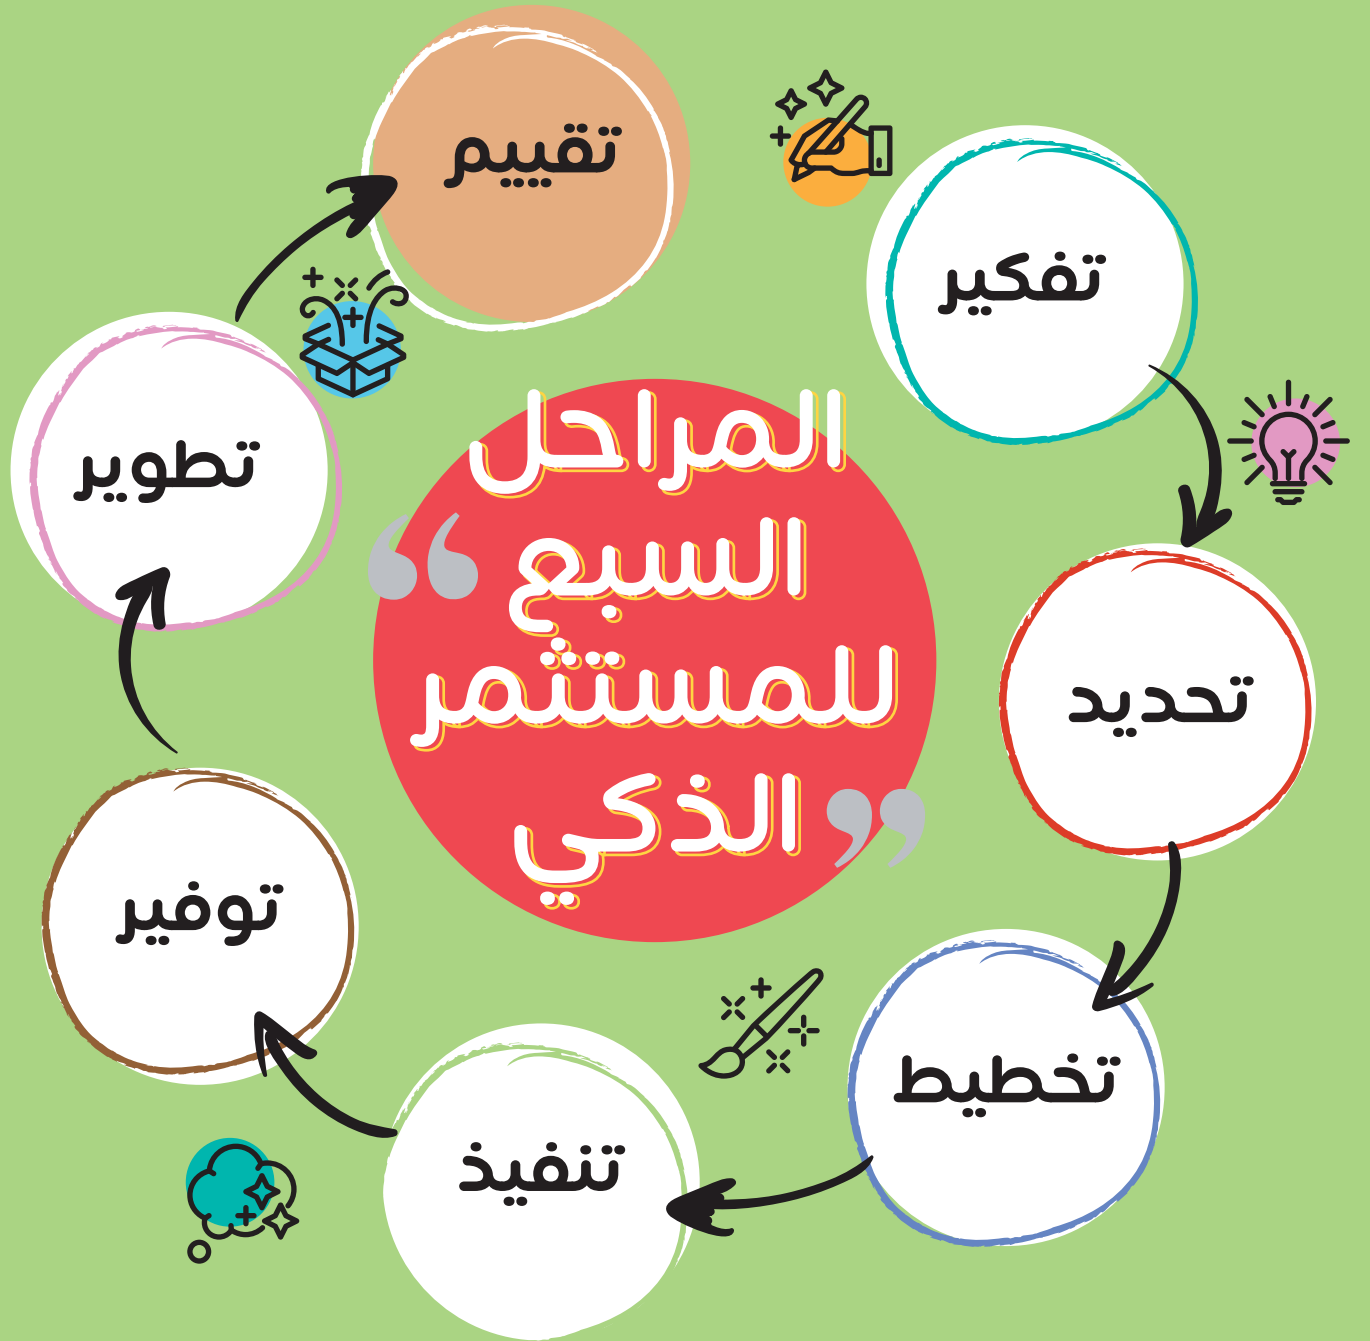 المراحل
السبع
للمستثمر
الذكي
تفكير
تحديد
تخطيط
تنفيذ
توفير
تطوير
تقييم